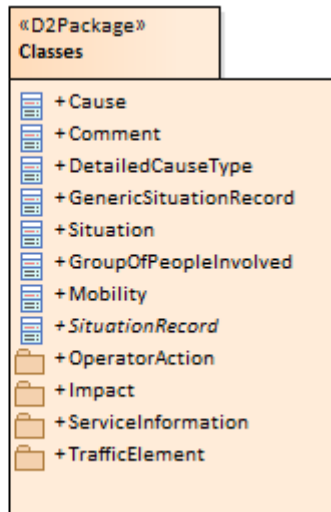 «D2Package»
Classes
+Cause
+Comment
+DetailedCauseType
+GenericSituationRecord
+Situation
+GroupOfPeopleInvolved
+Mobility
+SituationRecord
+OperatorAction
+Impact
+ServiceInformation
+TrafficElement